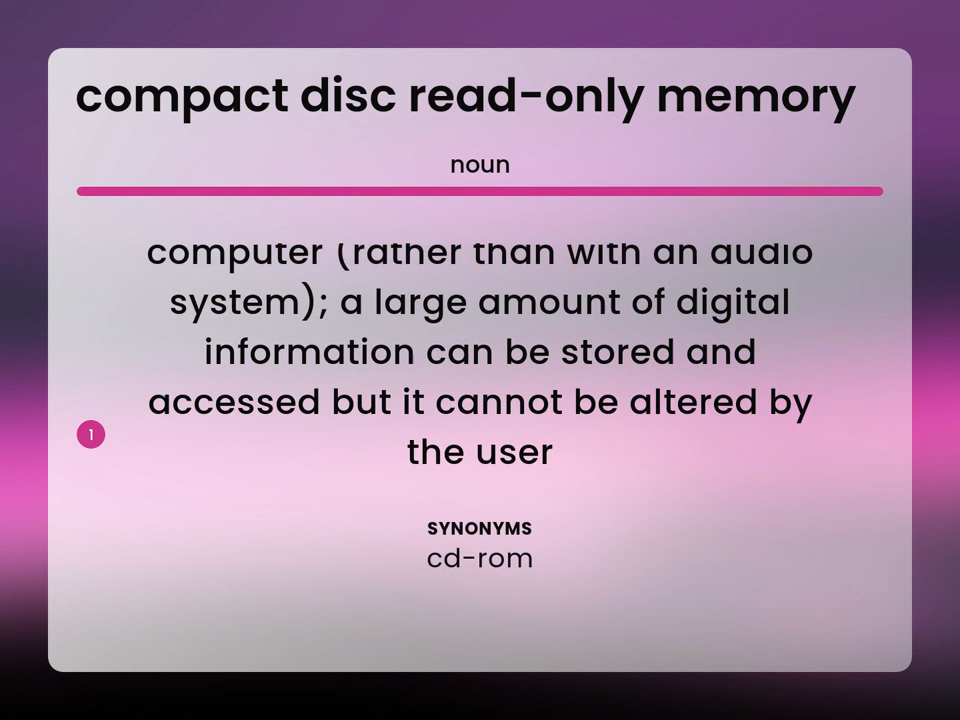 compact disc read-only memory
noun
computer (rather than with an audio
system); a large amount of digital
information can be stored and
accessed but it cannot be altered by
1
the user
SYNONYMS
cd-rom